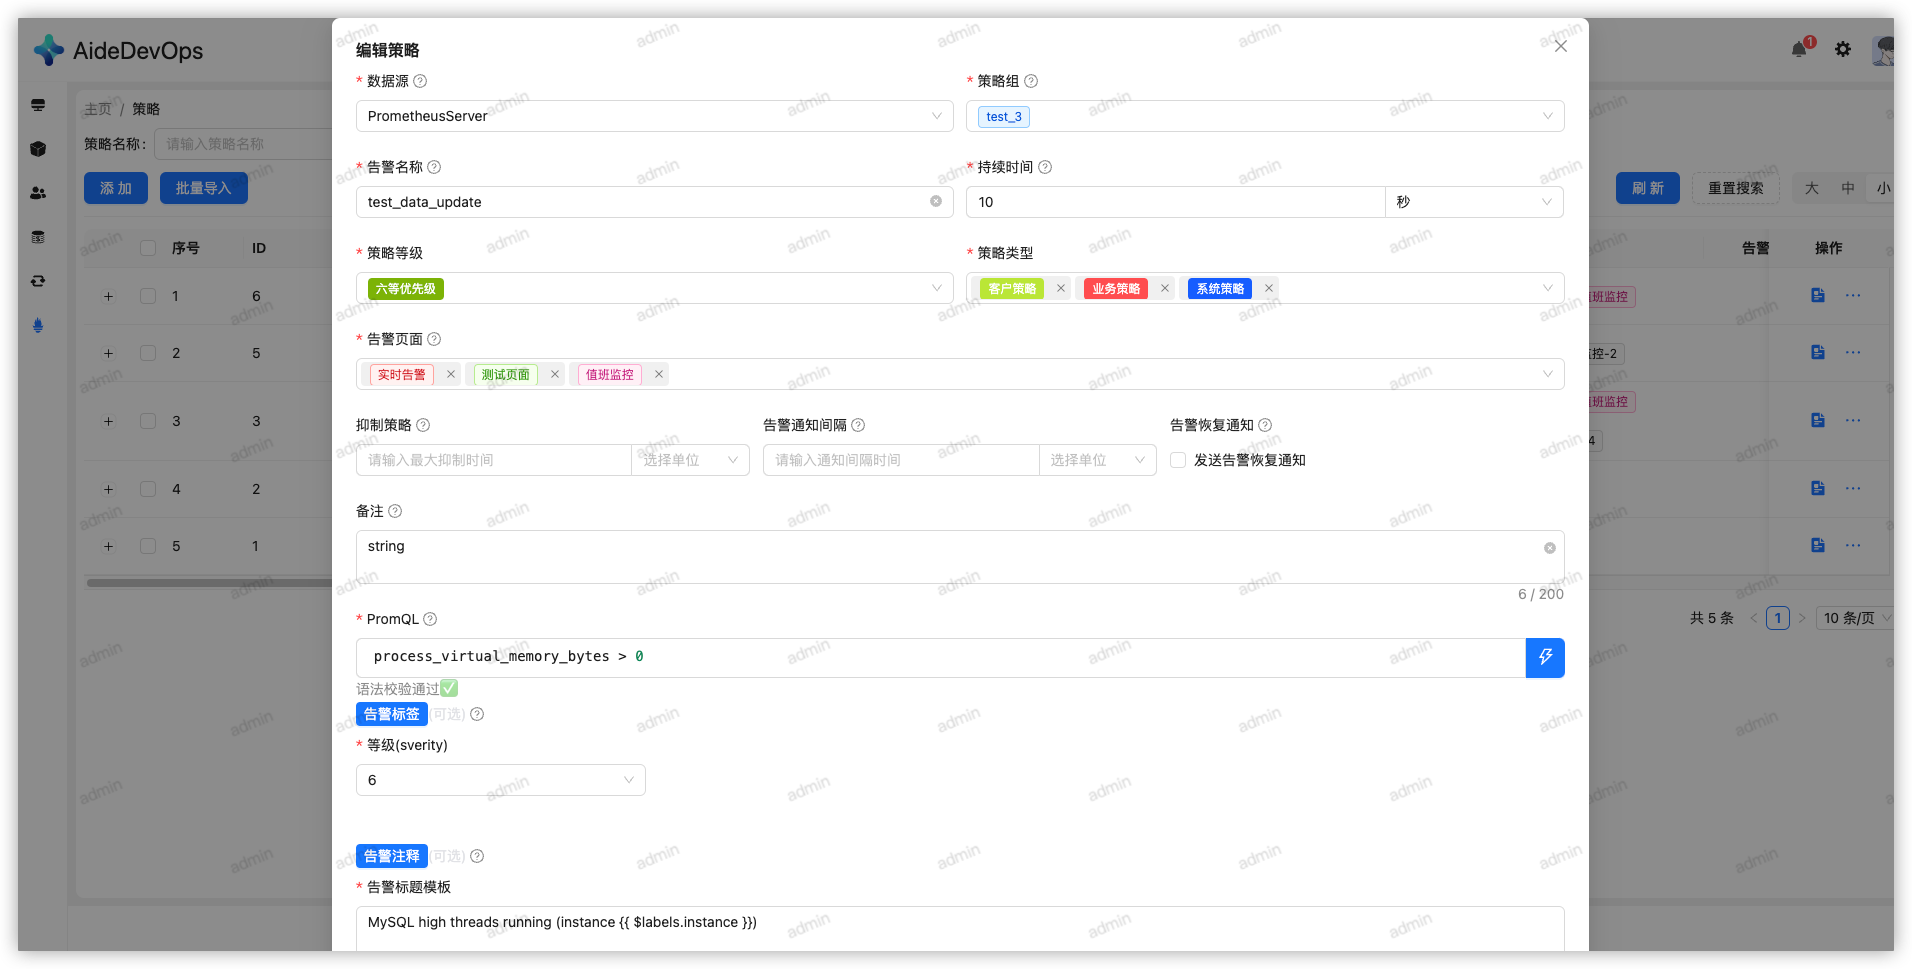 AideDevOps
1
主页 / 策略
策略名称: 请输入策略名称
添 加 批量导入
刷 新 重置搜索 大 中 小
序号 ID 告警 操作
1 6 班监控
2 5 控-2
3 3 班监控
4
4 2
5 1
共 5 条 < 1 > 10 条/页
编辑策略
* 数据源
PrometheusServer
* 策略组
test_3
* 告警名称
test_data_update
* 持续时间
10 秒
* 策略等级
六等优先级
* 策略类型
客户策略 业务策略 系统策略
* 告警页面
实时告警 测试页面 值班监控
抑制策略
请输入最大抑制时间 选择单位
告警通知间隔
请输入通知间隔时间 选择单位
告警恢复通知
发送告警恢复通知
备注
string
6 / 200
* PromQL
process_virtual_memory_bytes > 0
语法校验通过✅
告警标签 (可选)
* 等级(sverity)
6
告警注释 (可选)
* 告警标题模板
MySQL high threads running (instance {{ $labels.instance }})
admin